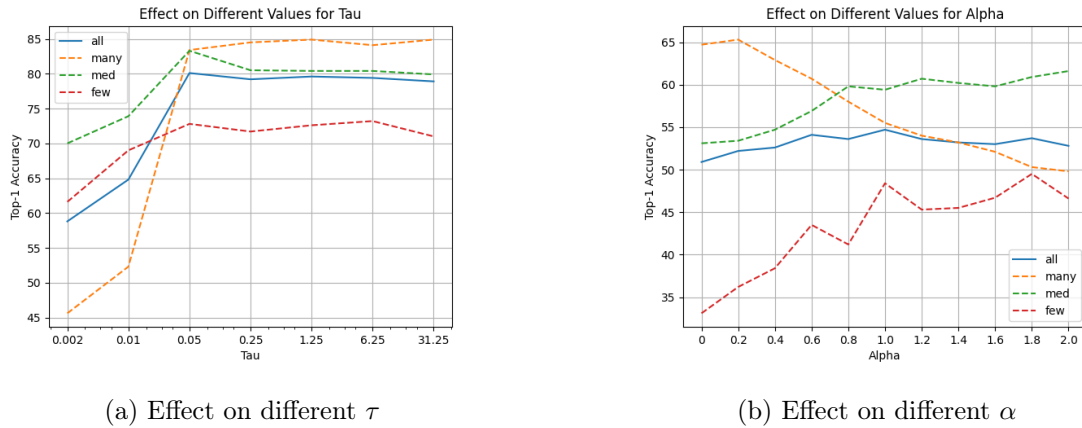 Effect on Different Values for Tau
85
80
75
70
65
60
55
50
45
Top-1 Accuracy
all
many
med
few
0.002 0.01 0.05 0.25 1.25 6.25 31.25
Tau
(a) Effect on different τ
Effect on Different Values for Alpha
65
60
55
50
45
40
35
Top-1 Accuracy
all
many
med
few
0 0.2 0.4 0.6 0.8 1.0 1.2 1.4 1.6 1.8 2.0
Alpha
(b) Effect on different α